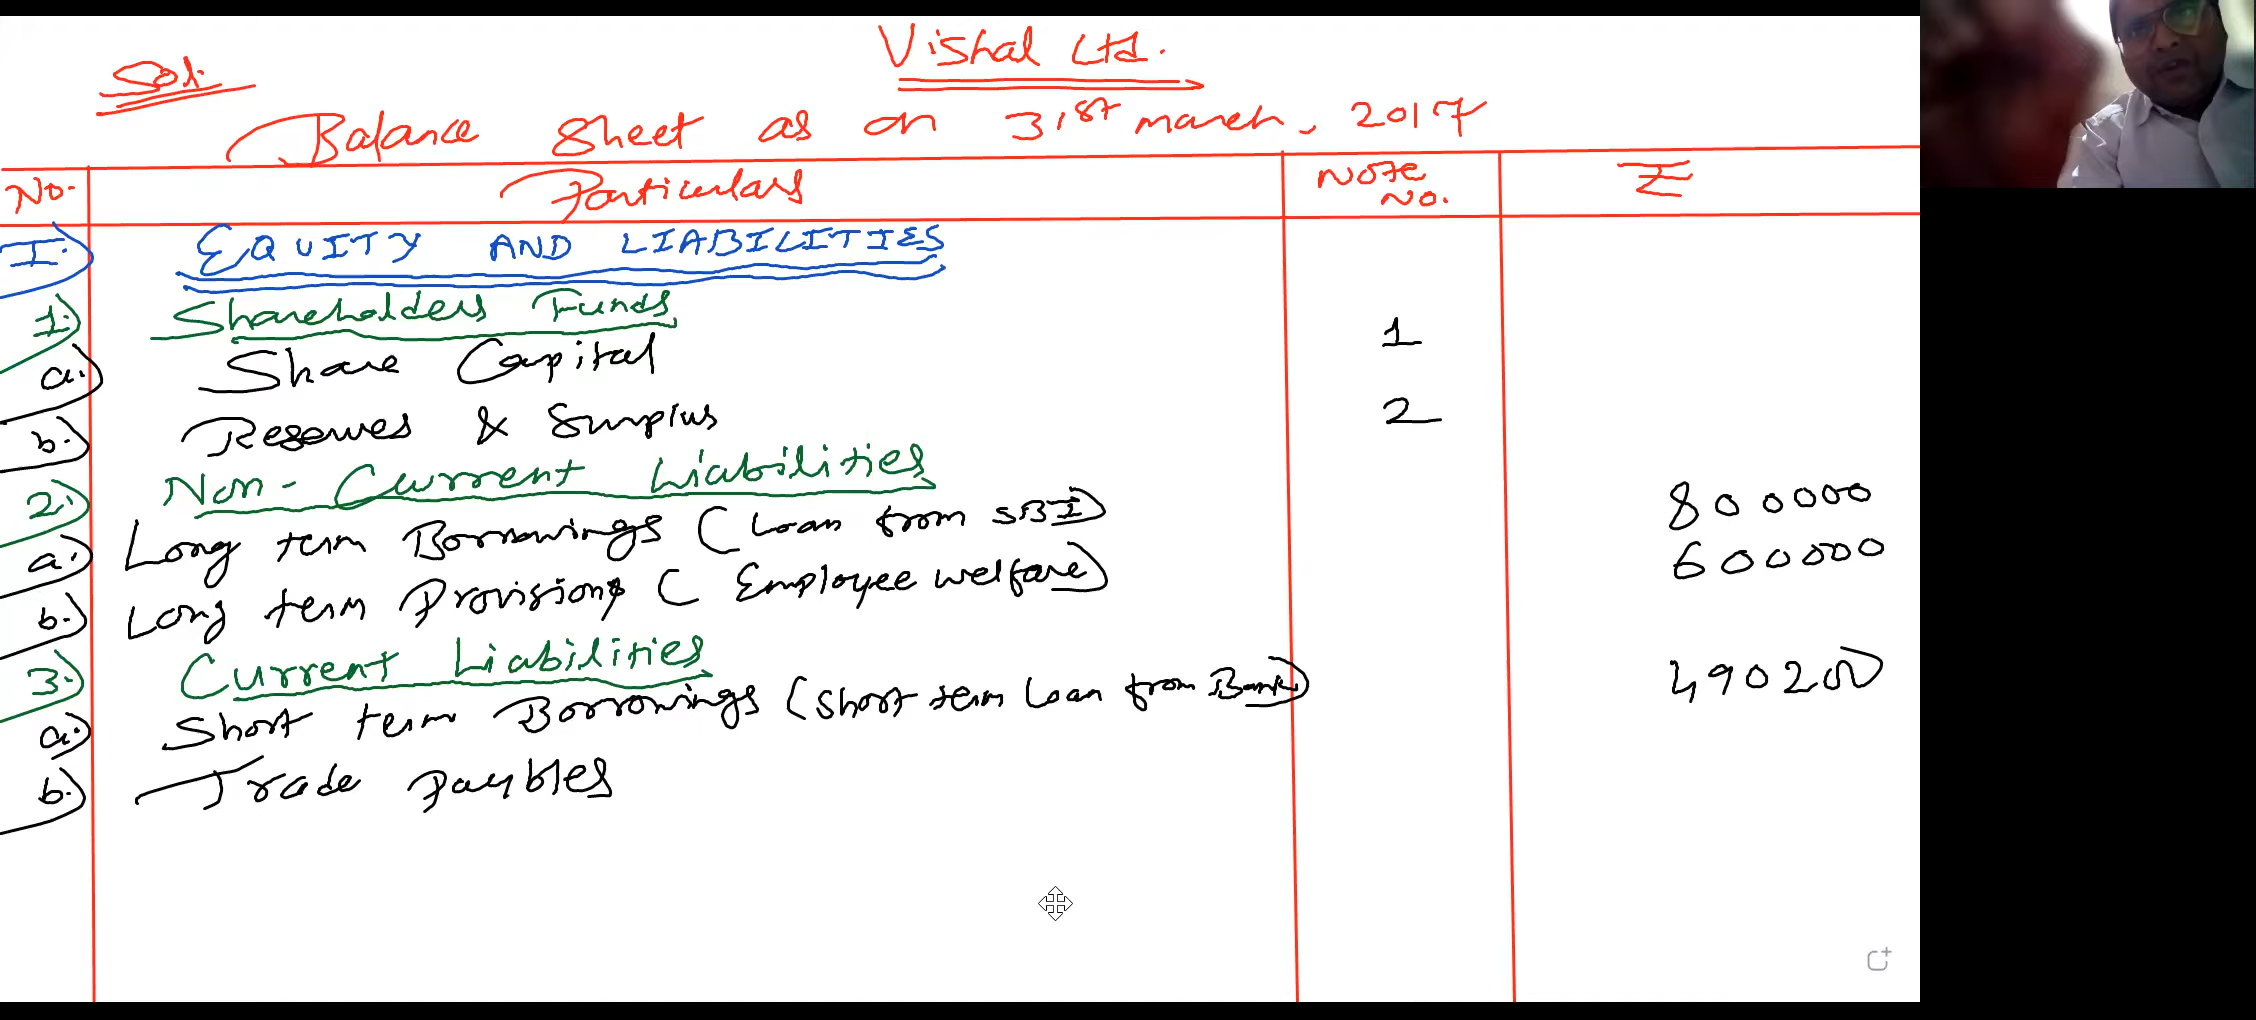 Vishal Ltd.
Sol.
Balance Sheet as on 31st march, 2017
No. Particulars Note No. ₹
I.) EQUITY AND LIABILITIES
1.) Shareholders Funds
a.) Share Capital 1
b.) Reserves & Surplus 2
2.) Non-Current Liabilities
a.) Long term Borrowings (Loan from SBI) 800000
b.) Long term Provisions (Employee welfare) 600000
3.) Current Liabilities
a.) Short term Borrowings (Short term Loan from Bank) 490200
b.) Trade Paybles